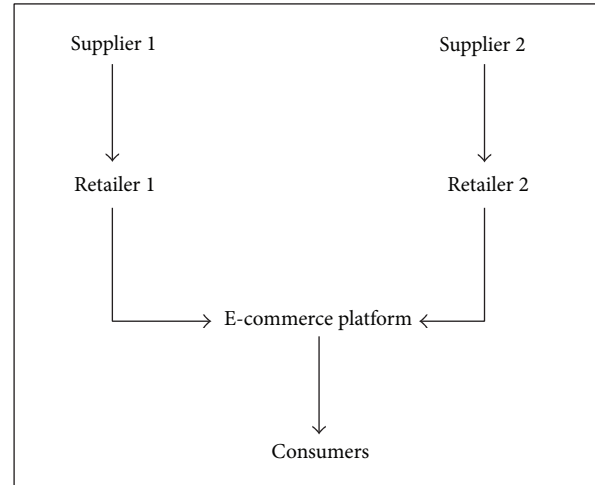 Supplier 1
Supplier 2
Retailer 1
Retailer 2
E-commerce platform
Consumers